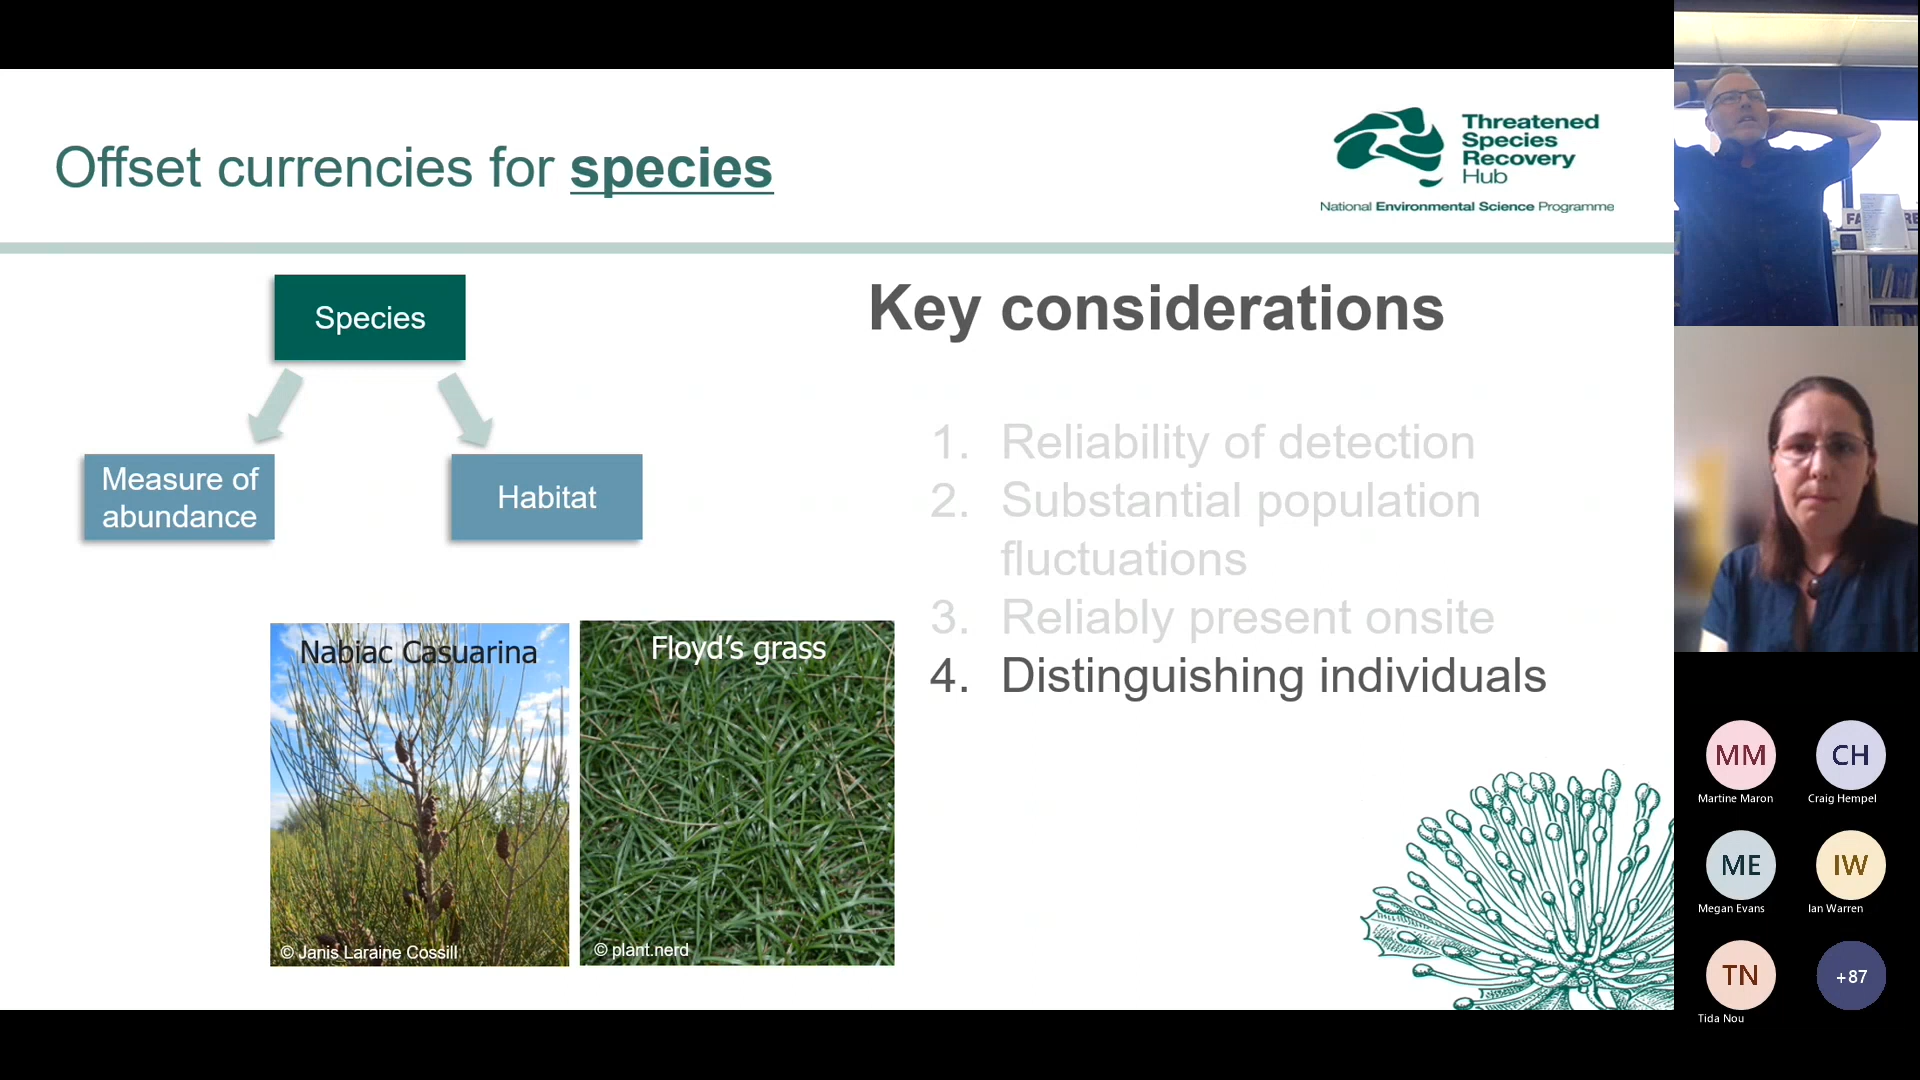 Offset currencies for species
Threatened
Species
Recovery
Hub
National Environmental Science Programme
Species
Measure of
abundance
Habitat
Key considerations
1. Reliability of detection
2. Substantial population
fluctuations
3. Reliably present onsite
4. Distinguishing individuals
Nabiac Casuarina
© Janis Laraine Cossill
Floyd's grass
© plant.nerd
MM
Martine Maron
CH
Craig Hempel
ME
Megan Evans
IW
Ian Warren
TN
Tida Nou
+87